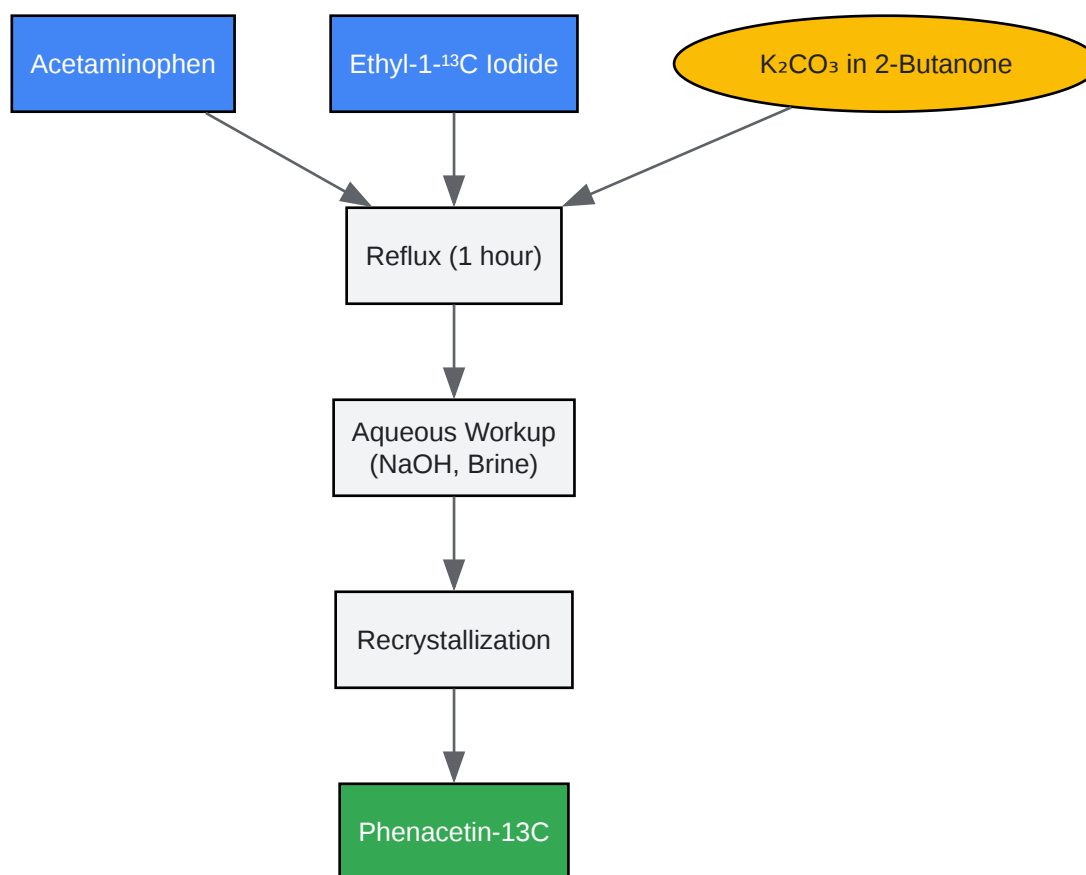 Acetaminophen
Ethyl-1-¹³C Iodide
K₂CO₃ in 2-Butanone
Reflux (1 hour)
Aqueous Workup
(NaOH, Brine)
Recrystallization
Phenacetin-13C